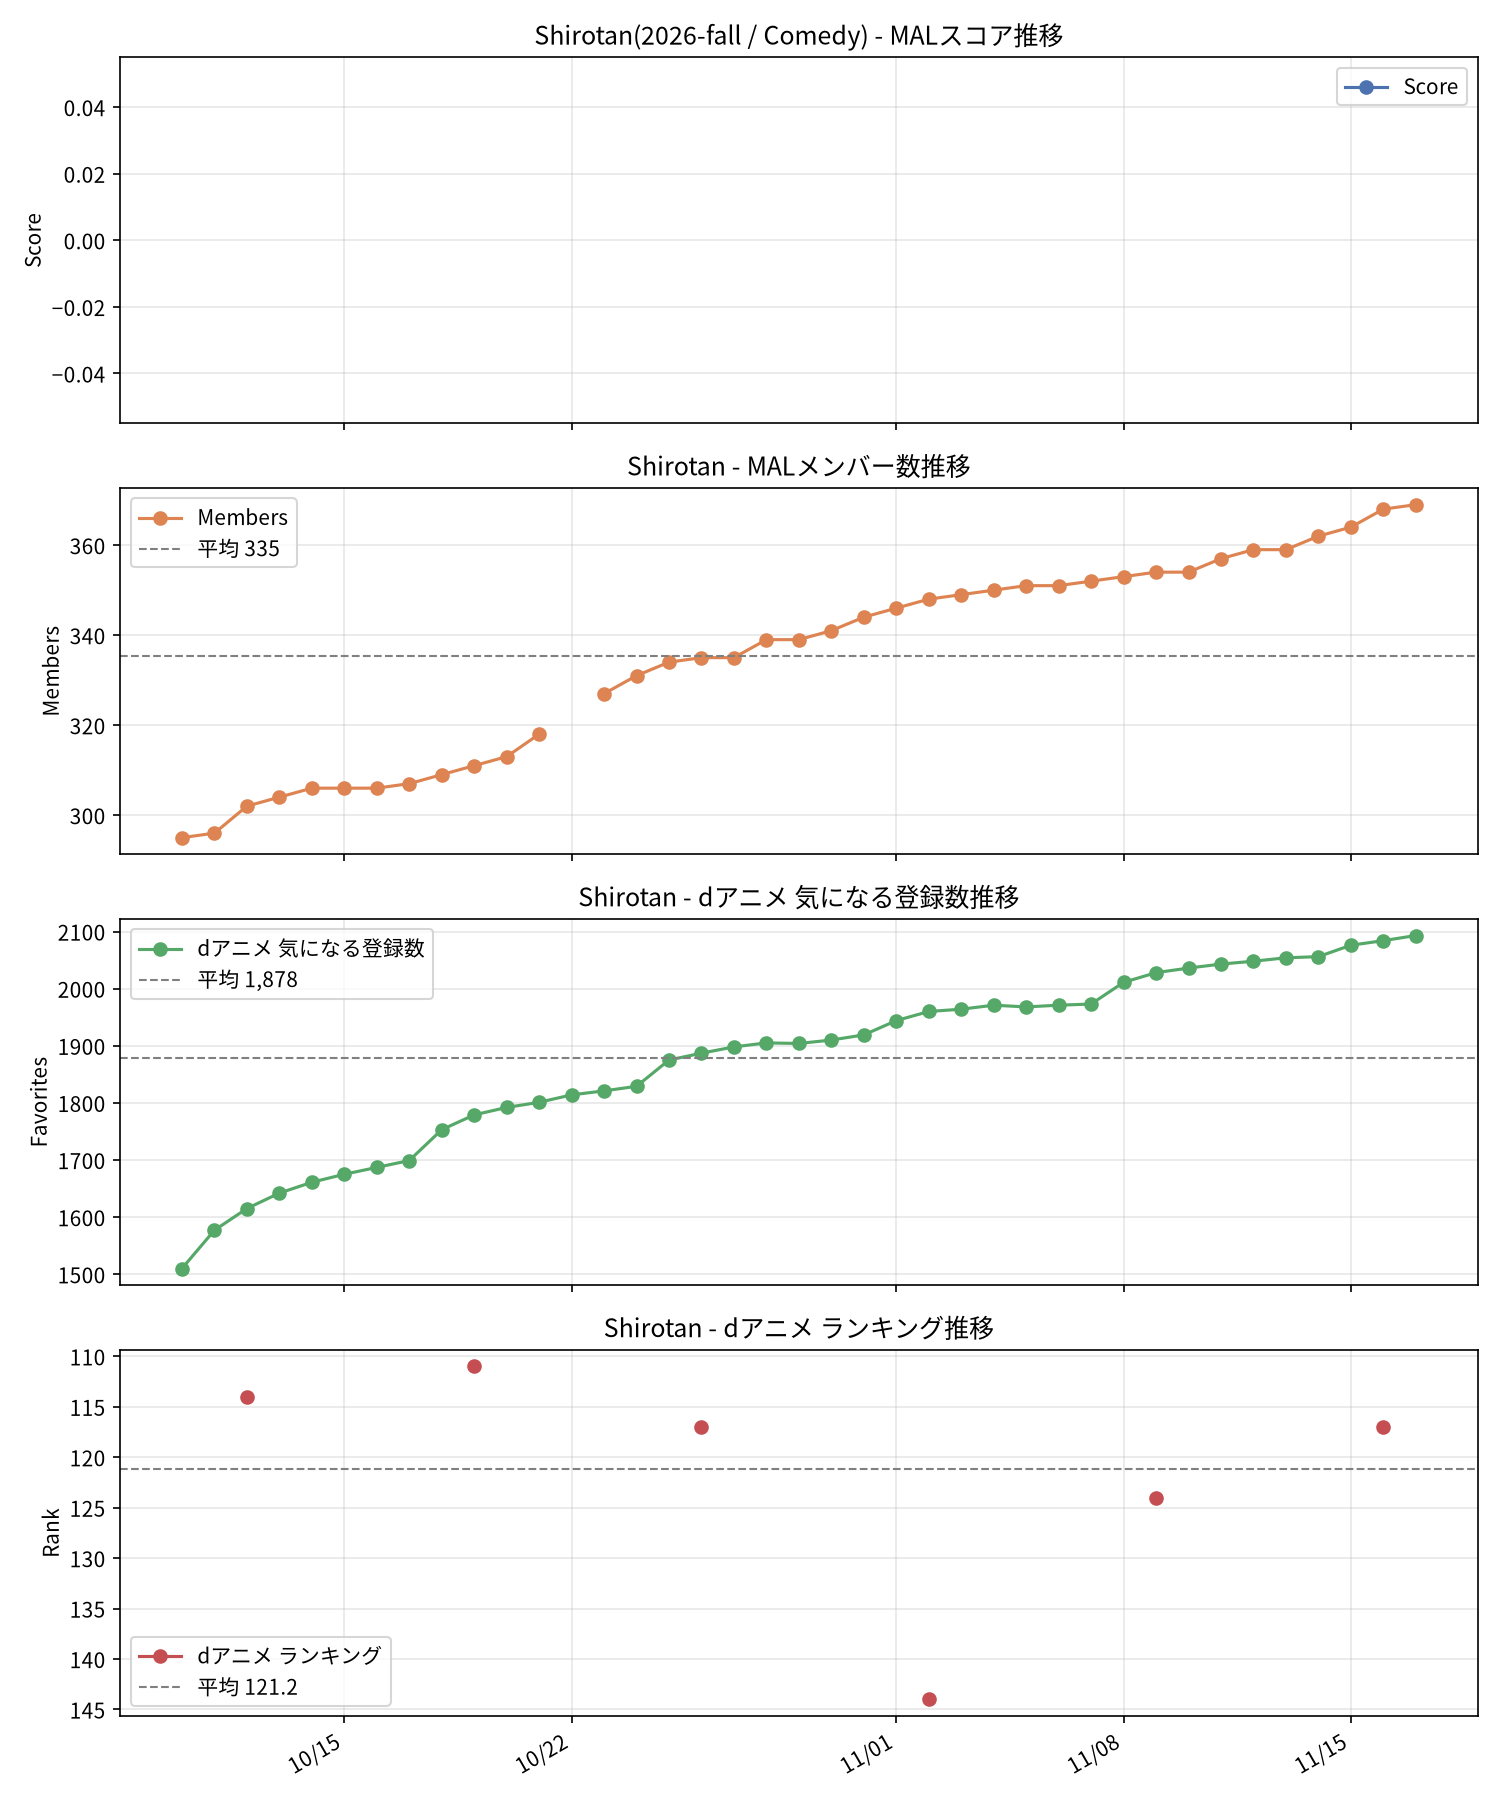 Shirotan(2026-fall / Comedy) - MALスコア推移
Score
0.04
0.02
0.00
−0.02
−0.04
Score
Shirotan - MALメンバー数推移
Members
平均 335
360
340
320
300
Members
Shirotan - dアニメ 気になる登録数推移
dアニメ 気になる登録数
平均 1,878
2100
2000
1900
1800
1700
1600
1500
Favorites
Shirotan - dアニメ ランキング推移
110
115
120
125
130
135
140
145
Rank
dアニメ ランキング
平均 121.2
10/15
10/22
11/01
11/08
11/15